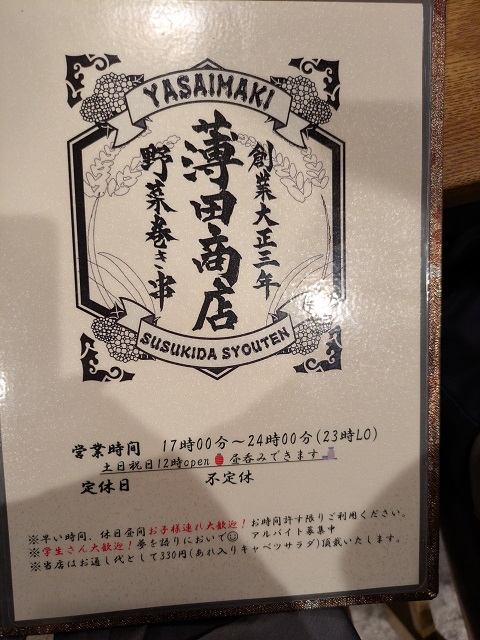 YASAIMAKI
創業大正三年
薄田商店
野菜巻き串
SUSUKIDA SYOUTEN
営業時間 17時00分～24時00分(23時LO)
土日祝日12時open🏮昼呑みできます🍶
定休日 不定休
※早い時間、休日昼間お子様連れ大歓迎！お時間許す限りご利用ください。
※学生さん大歓迎！夢を語りにおいで☺ アルバイト募集中
※当店はお通し代として330円(あれ入りキャベツサラダ)頂戴いたします。